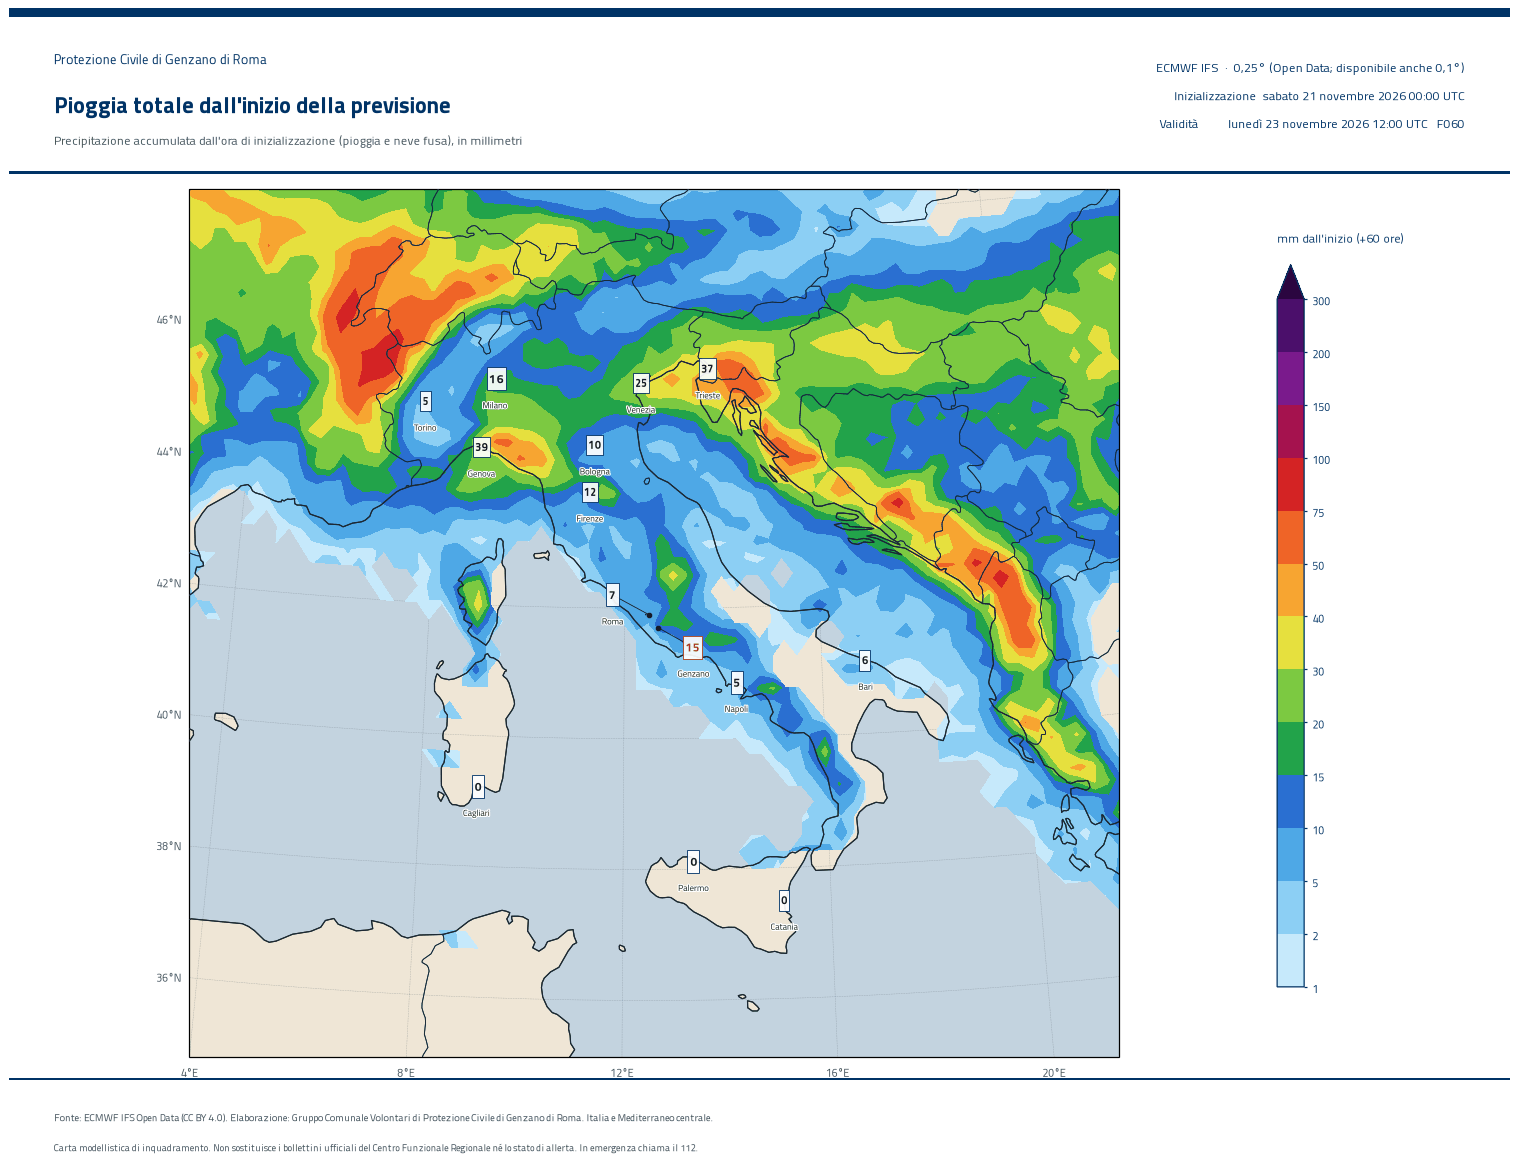 Protezione Civile di Genzano di Roma
Pioggia totale dall'inizio della previsione
Precipitazione accumulata dall'ora di inizializzazione (pioggia e neve fusa), in millimetri
ECMWF IFS · 0,25° (Open Data; disponibile anche 0,1°)
Inizializzazione sabato 21 novembre 2026 00:00 UTC
Validità lunedì 23 novembre 2026 12:00 UTC F060
mm dall'inizio (+60 ore)
300
200
150
100
75
50
40
30
20
15
10
5
2
1
46°N
44°N
42°N
40°N
38°N
36°N
4°E
8°E
12°E
16°E
20°E
37
Trieste
16
Milano
25
Venezia
5
Torino
39
Genova
10
Bologna
12
Firenze
7
Roma
15
Genzano
6
Bari
5
Napoli
0
Cagliari
0
Palermo
0
Catania
Fonte: ECMWF IFS Open Data (CC BY 4.0). Elaborazione: Gruppo Comunale Volontari di Protezione Civile di Genzano di Roma. Italia e Mediterraneo centrale.
Carta modellistica di inquadramento. Non sostituisce i bollettini ufficiali del Centro Funzionale Regionale né lo stato di allerta. In emergenza chiama il 112.